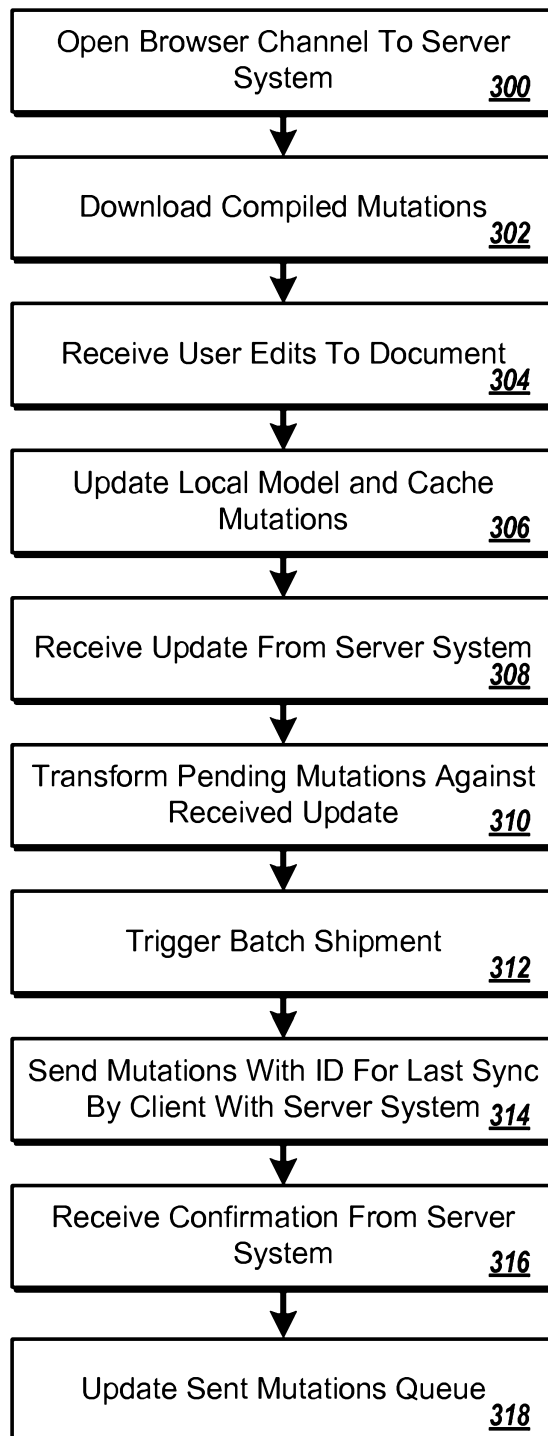 Open Browser Channel To Server
System
300
Download Compiled Mutations
302
Receive User Edits To Document
304
Update Local Model and Cache
Mutations
306
Receive Update From Server System
308
Transform Pending Mutations Against
Received Update
310
Trigger Batch Shipment
312
Send Mutations With ID For Last Sync
By Client With Server System
314
Receive Confirmation From Server
System
316
Update Sent Mutations Queue
318